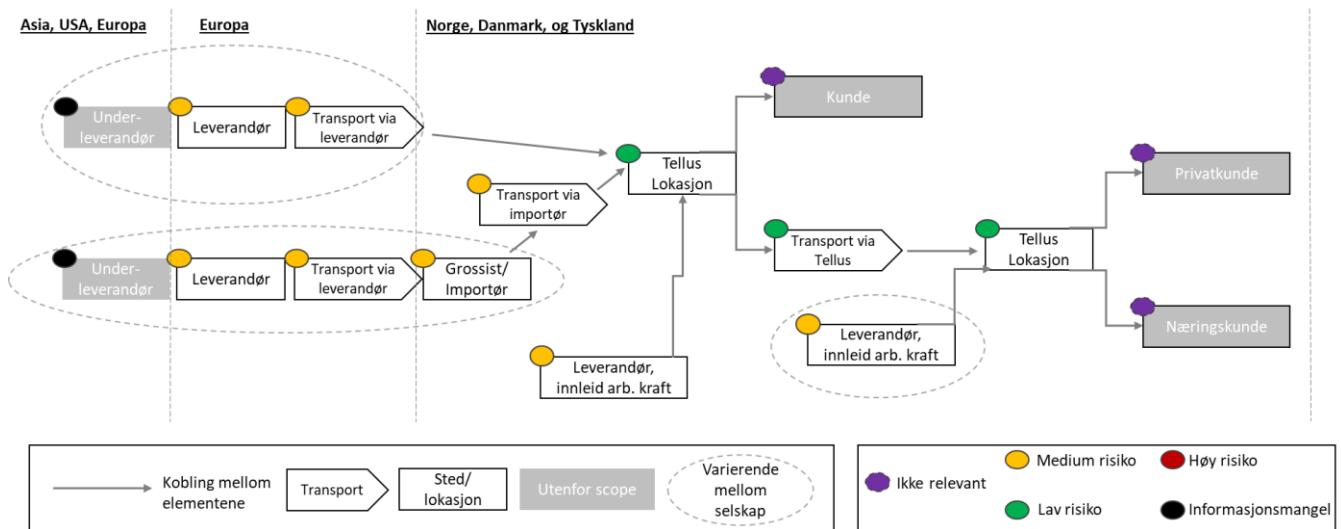 Asia, USA, Europa
Europa
Norge, Danmark, og Tyskland
Under-
leverandør
Leverandør
Transport via
leverandør
Kunde
Tellus
Lokasjon
Privatkunde
Transport via
importør
Transport via
Tellus
Tellus
Lokasjon
Under-
leverandør
Leverandør
Transport via
leverandør
Grossist/
Importør
Næringskunde
Leverandør,
innleid arb. kraft
Leverandør,
innleid arb. kraft
Kobling mellom
elementene
Transport
Sted/
lokasjon
Utenfor scope
Varierende
mellom
selskap
Ikke relevant
Medium risiko
Høy risiko
Lav risiko
Informasjonsmangel